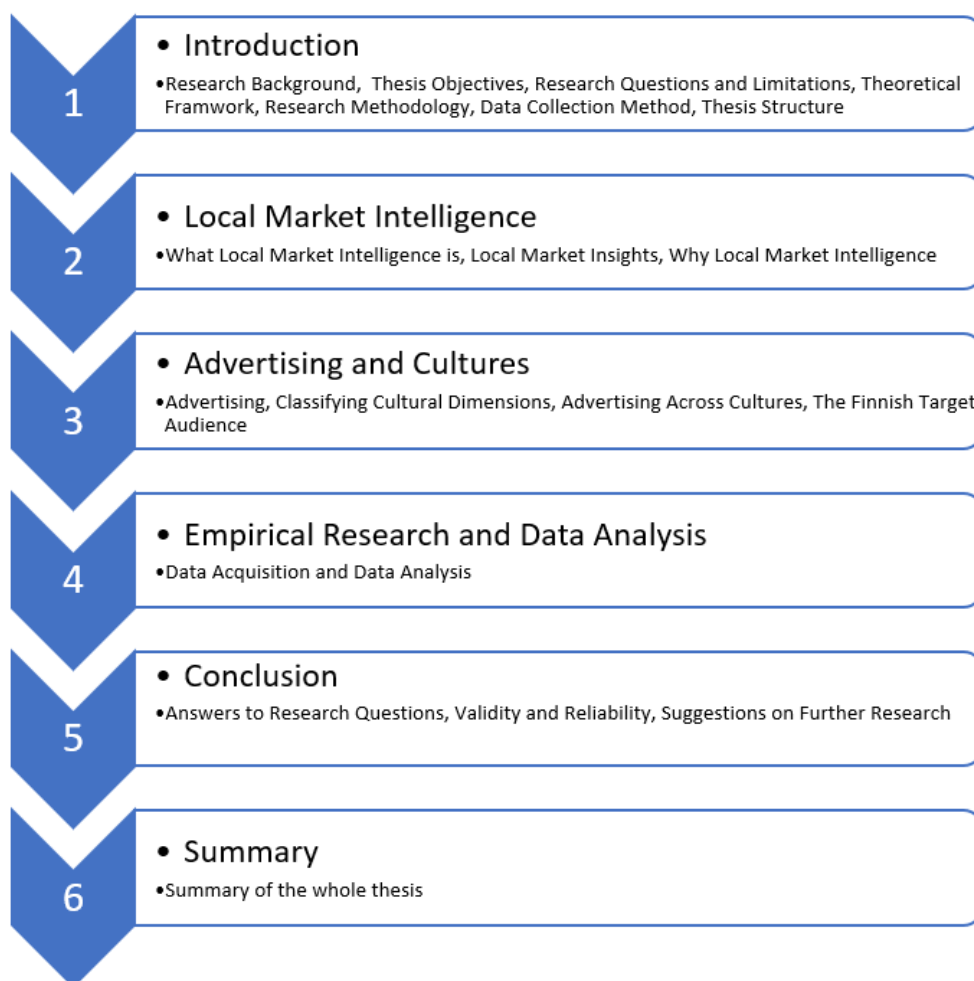 1
• Introduction
•Research Background,  Thesis Objectives, Research Questions and Limitations, Theoretical
Framwork, Research Methodology, Data Collection Method, Thesis Structure
2
• Local Market Intelligence
•What Local Market Intelligence is, Local Market Insights, Why Local Market Intelligence
3
• Advertising and Cultures
•Advertising, Classifying Cultural Dimensions, Advertising Across Cultures, The Finnish Target
Audience
4
• Empirical Research and Data Analysis
•Data Acquisition and Data Analysis
5
• Conclusion
•Answers to Research Questions, Validity and Reliability, Suggestions on Further Research
6
• Summary
•Summary of the whole thesis